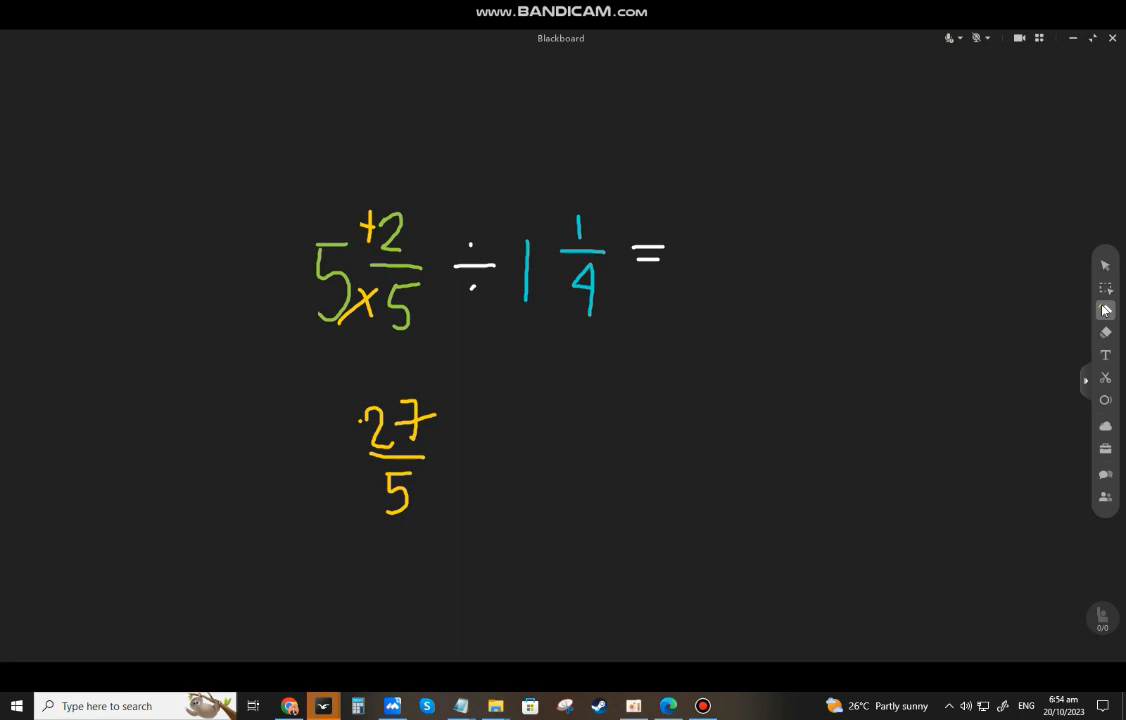 WWW.BANDICAM.COM
Blackboard
5 +2/×5 ÷ 1 1/4 =
27/5
0/0
Type here to search
26°C Partly sunny
ENG
6:54 am
20/10/2023